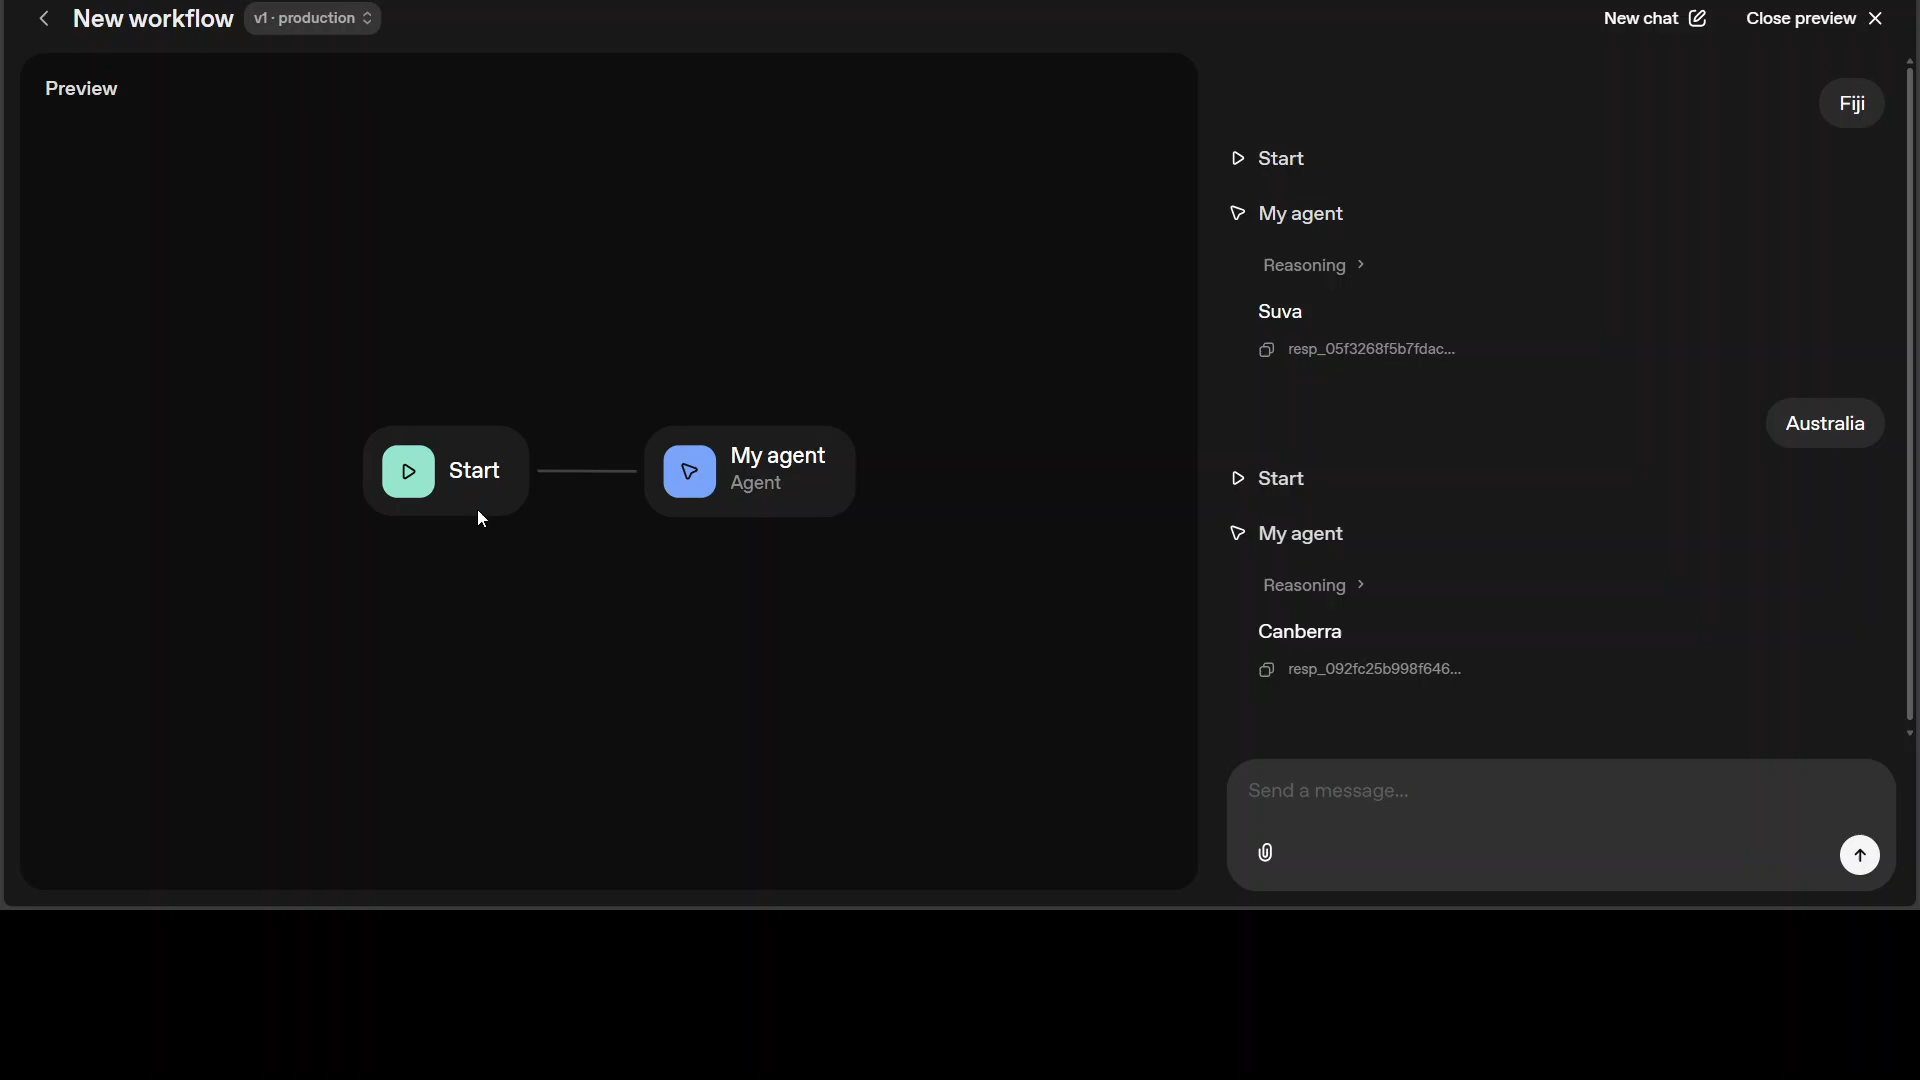 New workflow
v1 · production
New chat
Close preview
Preview
Start
My agent
Agent
Fiji
Start
My agent
Reasoning
Suva
resp_05f3268f5b7fdac...
Australia
Start
My agent
Reasoning
Canberra
resp_092fc25b998f646...
Send a message...